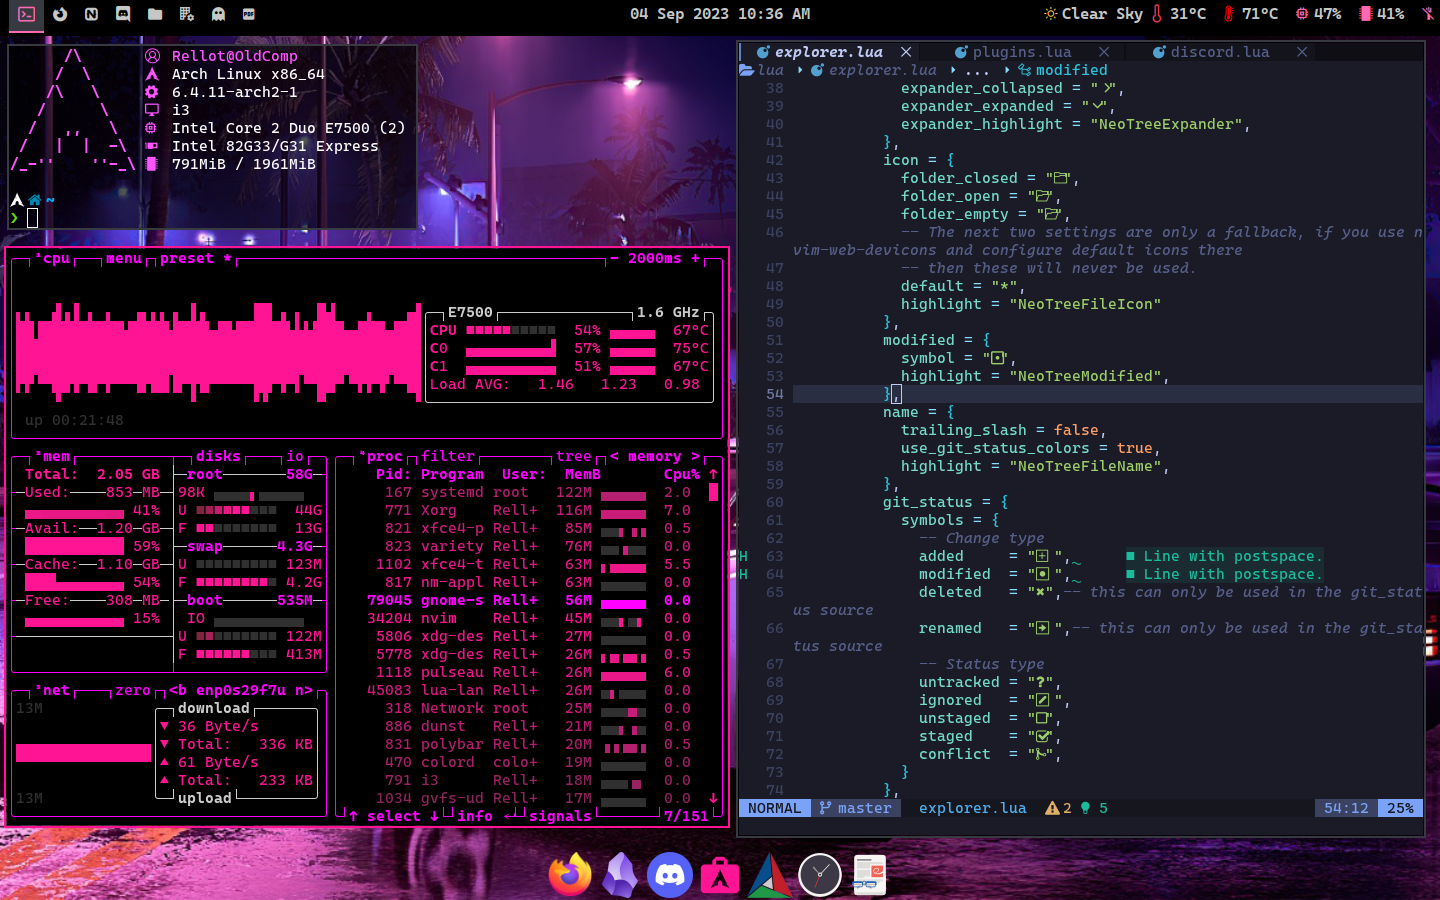 04 Sep 2023 10:36 AM
Clear Sky 31°C 71°C 47% 41%
Rellot@OldComp
Arch Linux x86_64
6.4.11-arch2-1
i3
Intel Core 2 Duo E7500 (2)
Intel 82G33/G31 Express
791MiB / 1961MiB
~
❯
¹cpu menu preset * - 2000ms +
E7500 1.6 GHz
CPU 54% 67°C
C0 57% 75°C
C1 51% 67°C
Load AVG: 1.46 1.23 0.98
up 00:21:48
²mem disks io
Total: 2.05 GB
Used: 853 MB
41%
Avail: 1.20 GB
59%
Cache: 1.10 GB
54%
Free: 308 MB
15%
root 58G
98K
U 44G
F 13G
swap 4.3G
U 123M
F 4.2G
boot 535M
IO
U 122M
F 413M
³net zero <b enp0s29f7u n>
13M
download
▼ 36 Byte/s
▼ Total: 336 KB
▲ 61 Byte/s
▲ Total: 233 KB
upload
13M
⁴proc filter tree < memory >
Pid: Program User: MemB Cpu% ↑
167 systemd root 122M 2.0
771 Xorg Rell+ 116M 7.0
821 xfce4-p Rell+ 85M 0.5
823 variety Rell+ 76M 0.0
1102 xfce4-t Rell+ 63M 5.5
817 nm-appl Rell+ 63M 0.0
79045 gnome-s Rell+ 56M 0.0
34204 nvim Rell+ 45M 0.0
5806 xdg-des Rell+ 27M 0.0
5778 xdg-des Rell+ 26M 0.5
1118 pulseau Rell+ 26M 6.0
45083 lua-lan Rell+ 26M 0.0
318 Network root 25M 0.0
886 dunst Rell+ 21M 0.0
831 polybar Rell+ 20M 0.5
470 colord colo+ 19M 0.0
791 i3 Rell+ 18M 0.0
1034 gvfs-ud Rell+ 17M 0.0 ↓
↑ select ↓ info ↵ signals 7/151
explorer.lua plugins.lua discord.lua
lua › explorer.lua › ... › modified
38 expander_collapsed = "",
39 expander_expanded = "",
40 expander_highlight = "NeoTreeExpander",
41 },
42 icon = {
43 folder_closed = "",
44 folder_open = "",
45 folder_empty = "",
46 -- The next two settings are only a fallback, if you use n
vim-web-devicons and configure default icons there
47 -- then these will never be used.
48 default = "*",
49 highlight = "NeoTreeFileIcon"
50 },
51 modified = {
52 symbol = "",
53 highlight = "NeoTreeModified",
54 },
55 name = {
56 trailing_slash = false,
57 use_git_status_colors = true,
58 highlight = "NeoTreeFileName",
59 },
60 git_status = {
61 symbols = {
62 -- Change type
H 63 added = "", ■ Line with postspace.
H 64 modified = "", ■ Line with postspace.
65 deleted = "✖",-- this can only be used in the git_stat
us source
66 renamed = "",-- this can only be used in the git_sta
tus source
67 -- Status type
68 untracked = "?",
69 ignored = "",
70 unstaged = "",
71 staged = "",
72 conflict = "",
73 }
74 },
NORMAL master explorer.lua 2 5 54:12 25%